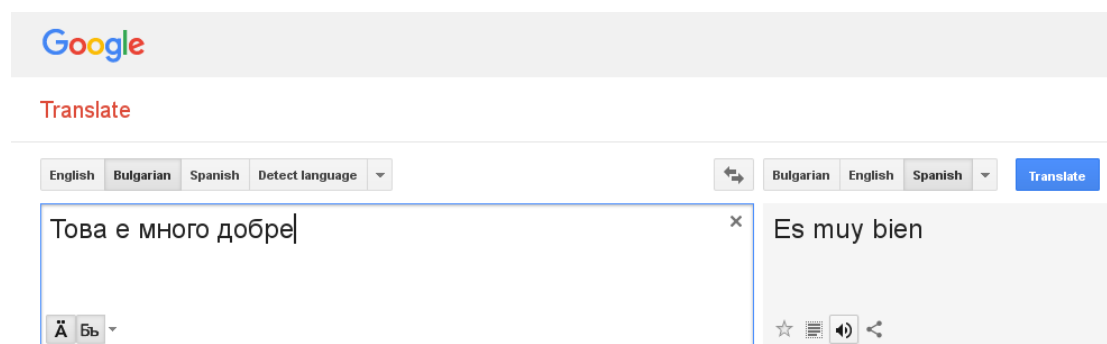 Google
Translate
English Bulgarian Spanish Detect language Bulgarian English Spanish Translate
Това е много добре Es muy bien
Ä Бь